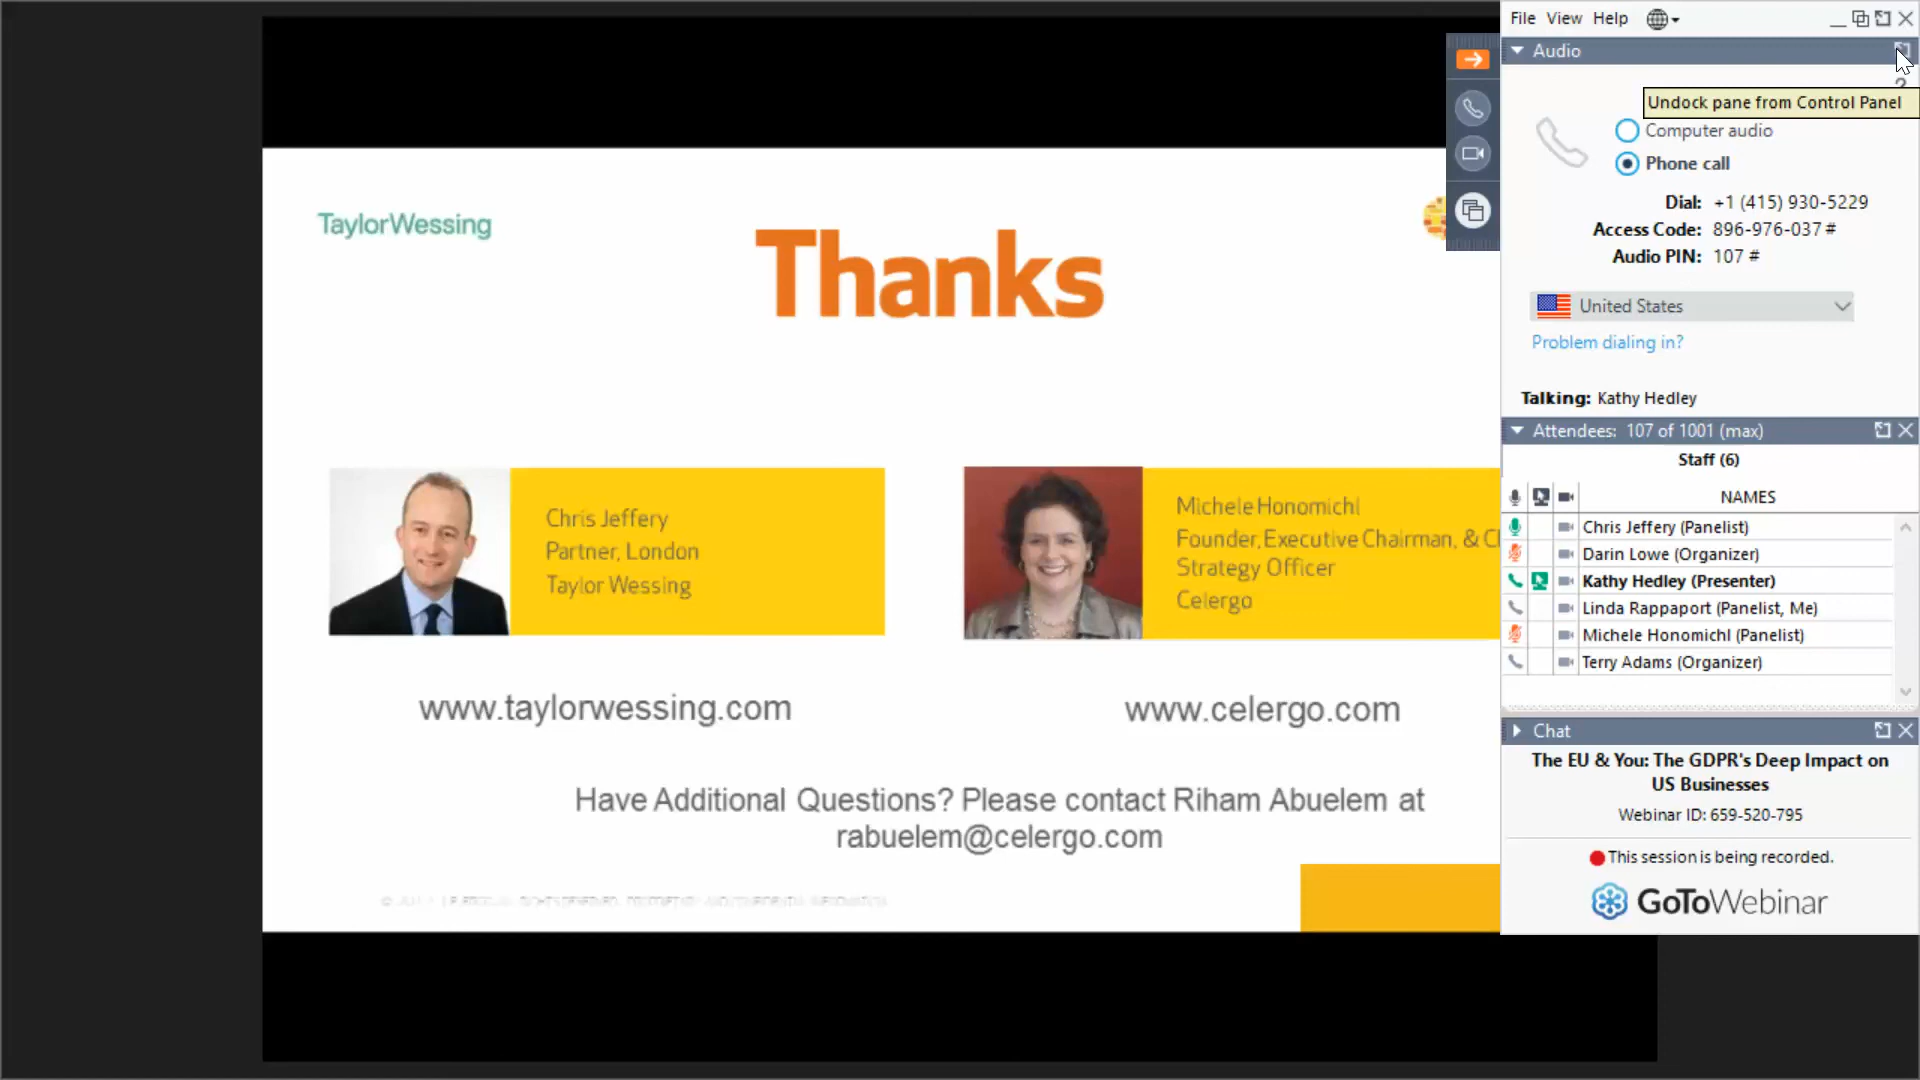 File View Help
Audio
Undock pane from Control Panel
Computer audio
Phone call
Dial: +1 (415) 930-5229
Access Code: 896-976-037 #
Audio PIN: 107 #
United States
Problem dialing in?
Talking: Kathy Hedley
Attendees: 107 of 1001 (max)
Staff (6)
NAMES
Chris Jeffery (Panelist)
Darin Lowe (Organizer)
Kathy Hedley (Presenter)
Linda Rappaport (Panelist, Me)
Michele Honomichl (Panelist)
Terry Adams (Organizer)
Chat
The EU & You: The GDPR's Deep Impact on
US Businesses
Webinar ID: 659-520-795
This session is being recorded.
GoToWebinar
TaylorWessing
Thanks
Chris Jeffery
Partner, London
Taylor Wessing
Michele Honomichl
Founder, Executive Chairman, &
Strategy Officer
Celergo
www.taylorwessing.com
www.celergo.com
Have Additional Questions? Please contact Riham Abuelem at
rabuelem@celergo.com